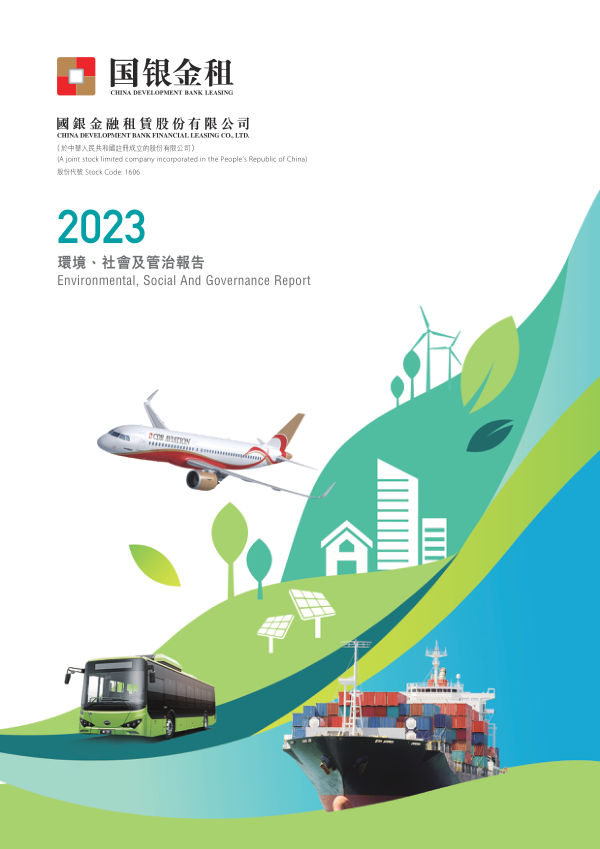 国银金租
CHINA DEVELOPMENT BANK LEASING
國銀金融租賃股份有限公司
CHINA DEVELOPMENT BANK FINANCIAL LEASING CO., LTD.
(於中華人民共和國註冊成立的股份有限公司)
(A joint stock limited company incorporated in the People's Republic of China)
股份代號 Stock Code: 1606
2023
環境、社會及管治報告
Environmental, Social And Governance Report
CDB AVIATION